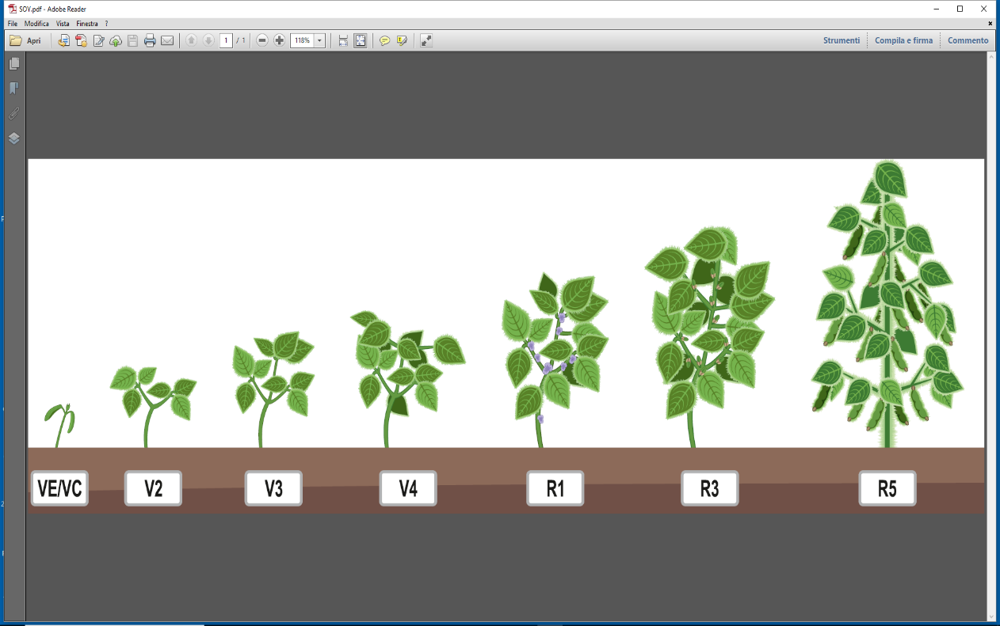 SOY.pdf - Adobe Reader
File Modifica Vista Finestra ?
Apri 1 / 1 118% Strumenti Compila e firma Commento
VE/VC V2 V3 V4 R1 R3 R5